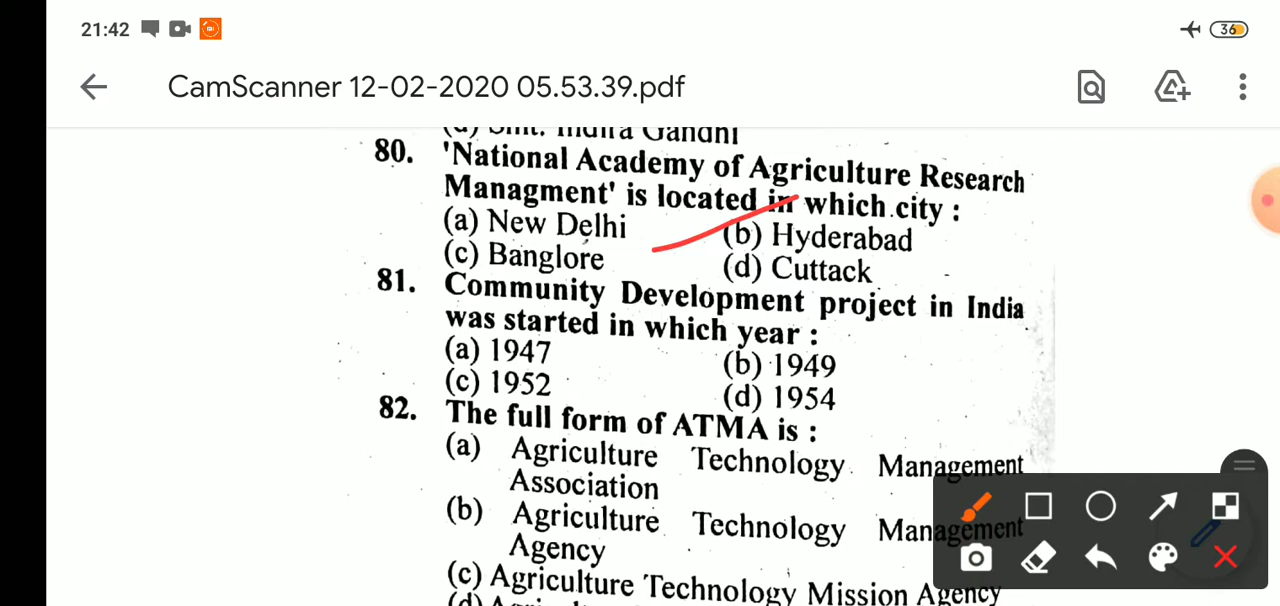 21:42
36
CamScanner 12-02-2020 05.53.39.pdf
Smt. Indira Gandhi
80. 'National Academy of Agriculture Research
Managment' is located in which city :
(a) New Delhi (b) Hyderabad
(c) Banglore (d) Cuttack
81. Community Development project in India
was started in which year :
(a) 1947 (b) 1949
(c) 1952 (d) 1954
82. The full form of ATMA is :
(a) Agriculture Technology Management
Association
(b) Agriculture Technology Management
Agency
(c) Agriculture Technology Mission Agency
(d)